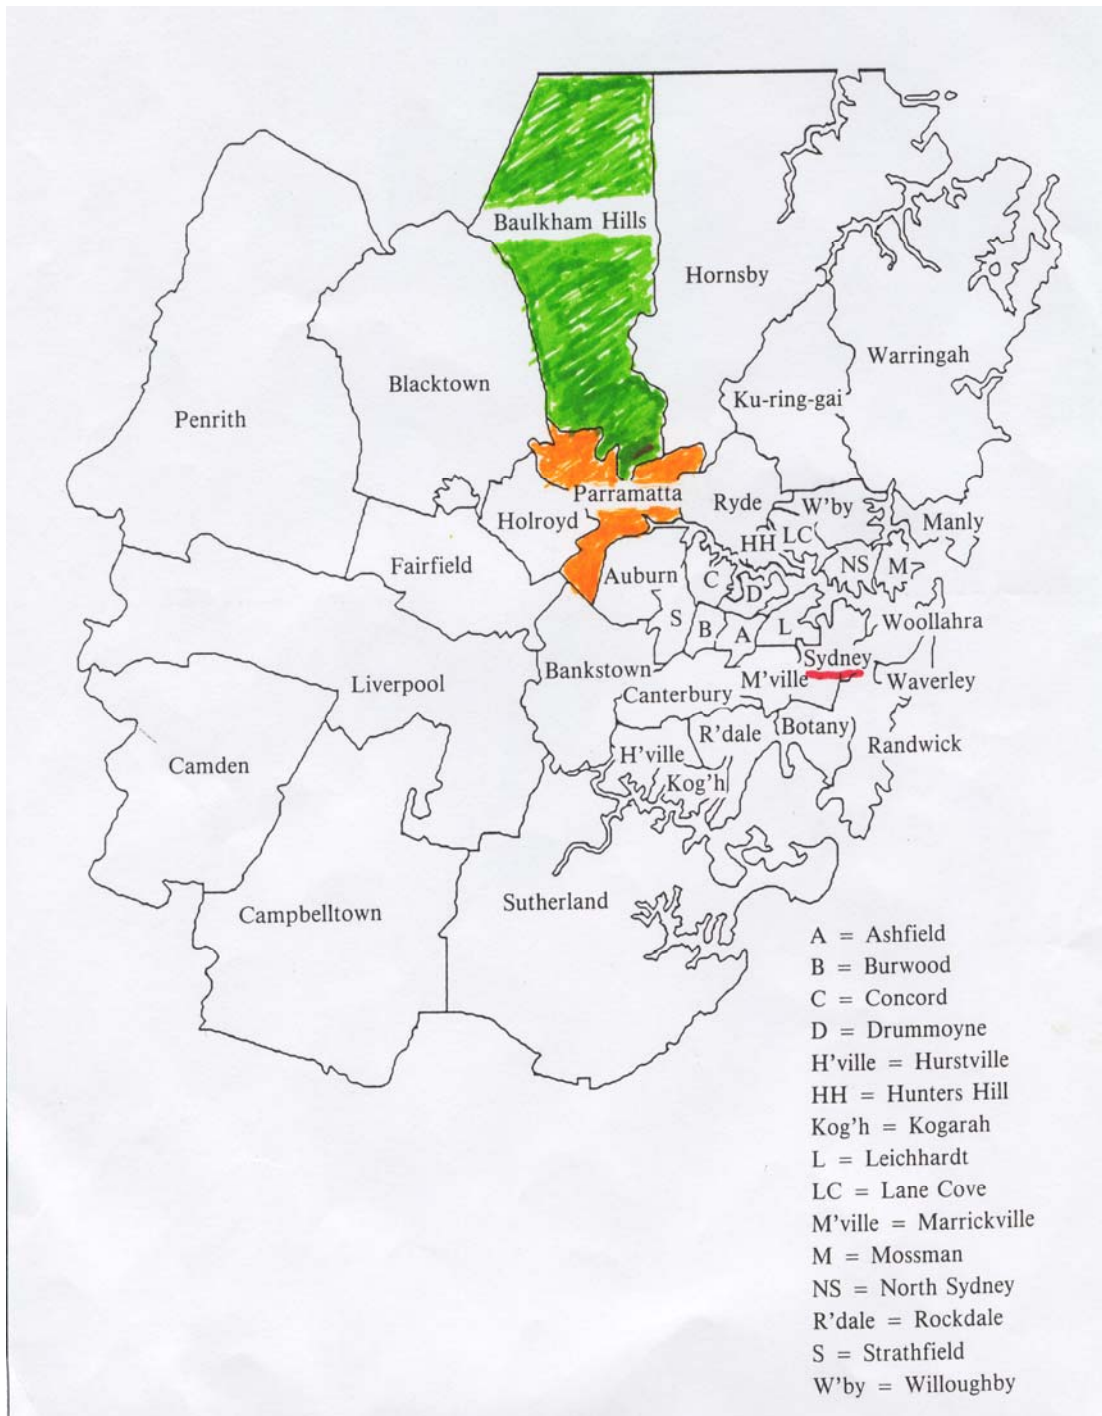 Baulkham Hills
Hornsby
Warringah
Blacktown
Ku-ring-gai
Penrith
Parramatta
Ryde
W'by
Holroyd
Manly
HH
LC
Fairfield
NS
M
Auburn
C
D
S
B
A
L
Woollahra
Sydney
Bankstown
Liverpool
M'ville
Waverley
Canterbury
R'dale
Botany
Randwick
Camden
H'ville
Kog'h
Sutherland
Campbelltown
A = Ashfield
B = Burwood
C = Concord
D = Drummoyne
H'ville = Hurstville
HH = Hunters Hill
Kog'h = Kogarah
L = Leichhardt
LC = Lane Cove
M'ville = Marrickville
M = Mossman
NS = North Sydney
R'dale = Rockdale
S = Strathfield
W'by = Willoughby